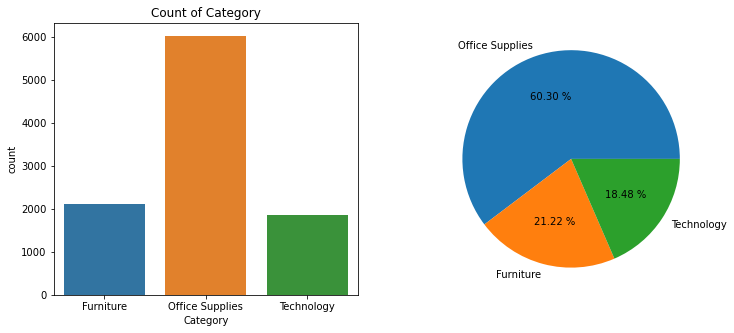 Count of Category
6000
5000
4000
3000
2000
1000
0
count
Furniture
Office Supplies
Technology
Category
Office Supplies
60.30 %
21.22 %
18.48 %
Furniture
Technology